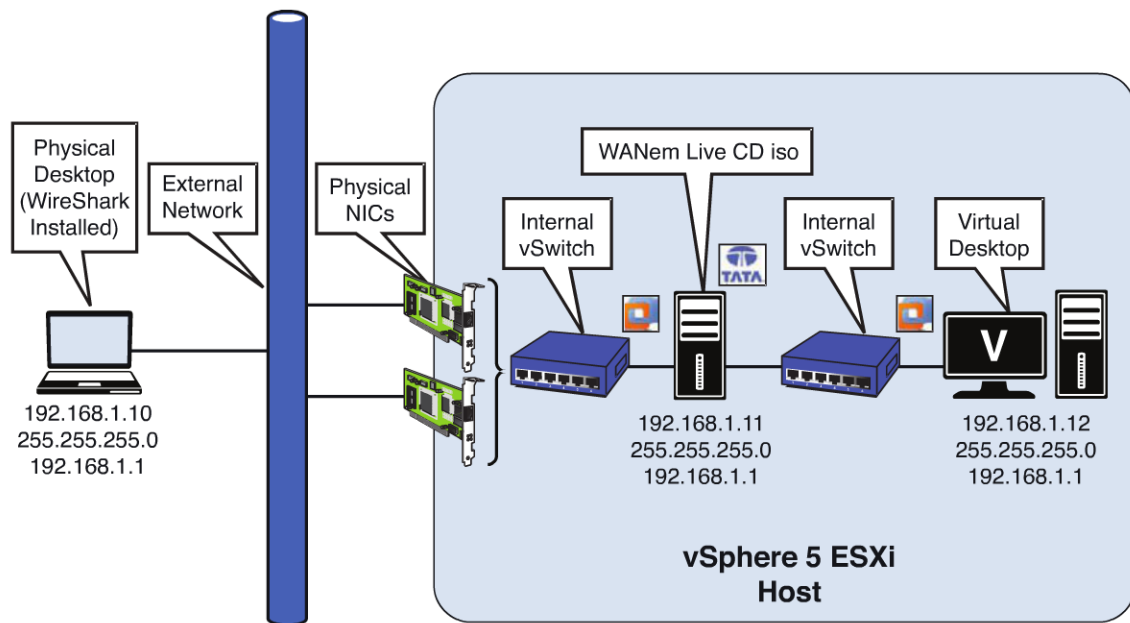 Physical
Desktop
(WireShark
Installed)
External
Network
Physical
NICs
WANem Live CD iso
Internal
vSwitch
Internal
vSwitch
Virtual
Desktop
TATA
V
192.168.1.10
255.255.255.0
192.168.1.1
192.168.1.11
255.255.255.0
192.168.1.1
192.168.1.12
255.255.255.0
192.168.1.1
vSphere 5 ESXi
Host